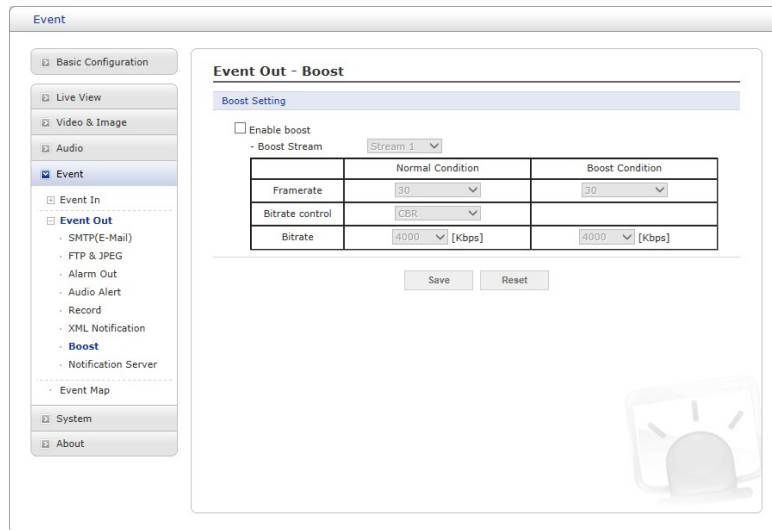 Event
Basic Configuration
Live View
Video & Image
Audio
Event
Event In
Event Out
· SMTP(E-Mail)
· FTP & JPEG
· Alarm Out
· Audio Alert
· Record
· XML Notification
· Boost
· Notification Server
· Event Map
System
About
Event Out - Boost
Boost Setting
Enable boost
- Boost Stream Stream 1
Normal Condition Boost Condition
Framerate 30 30
Bitrate control CBR
Bitrate 4000 [Kbps] 4000 [Kbps]
Save Reset